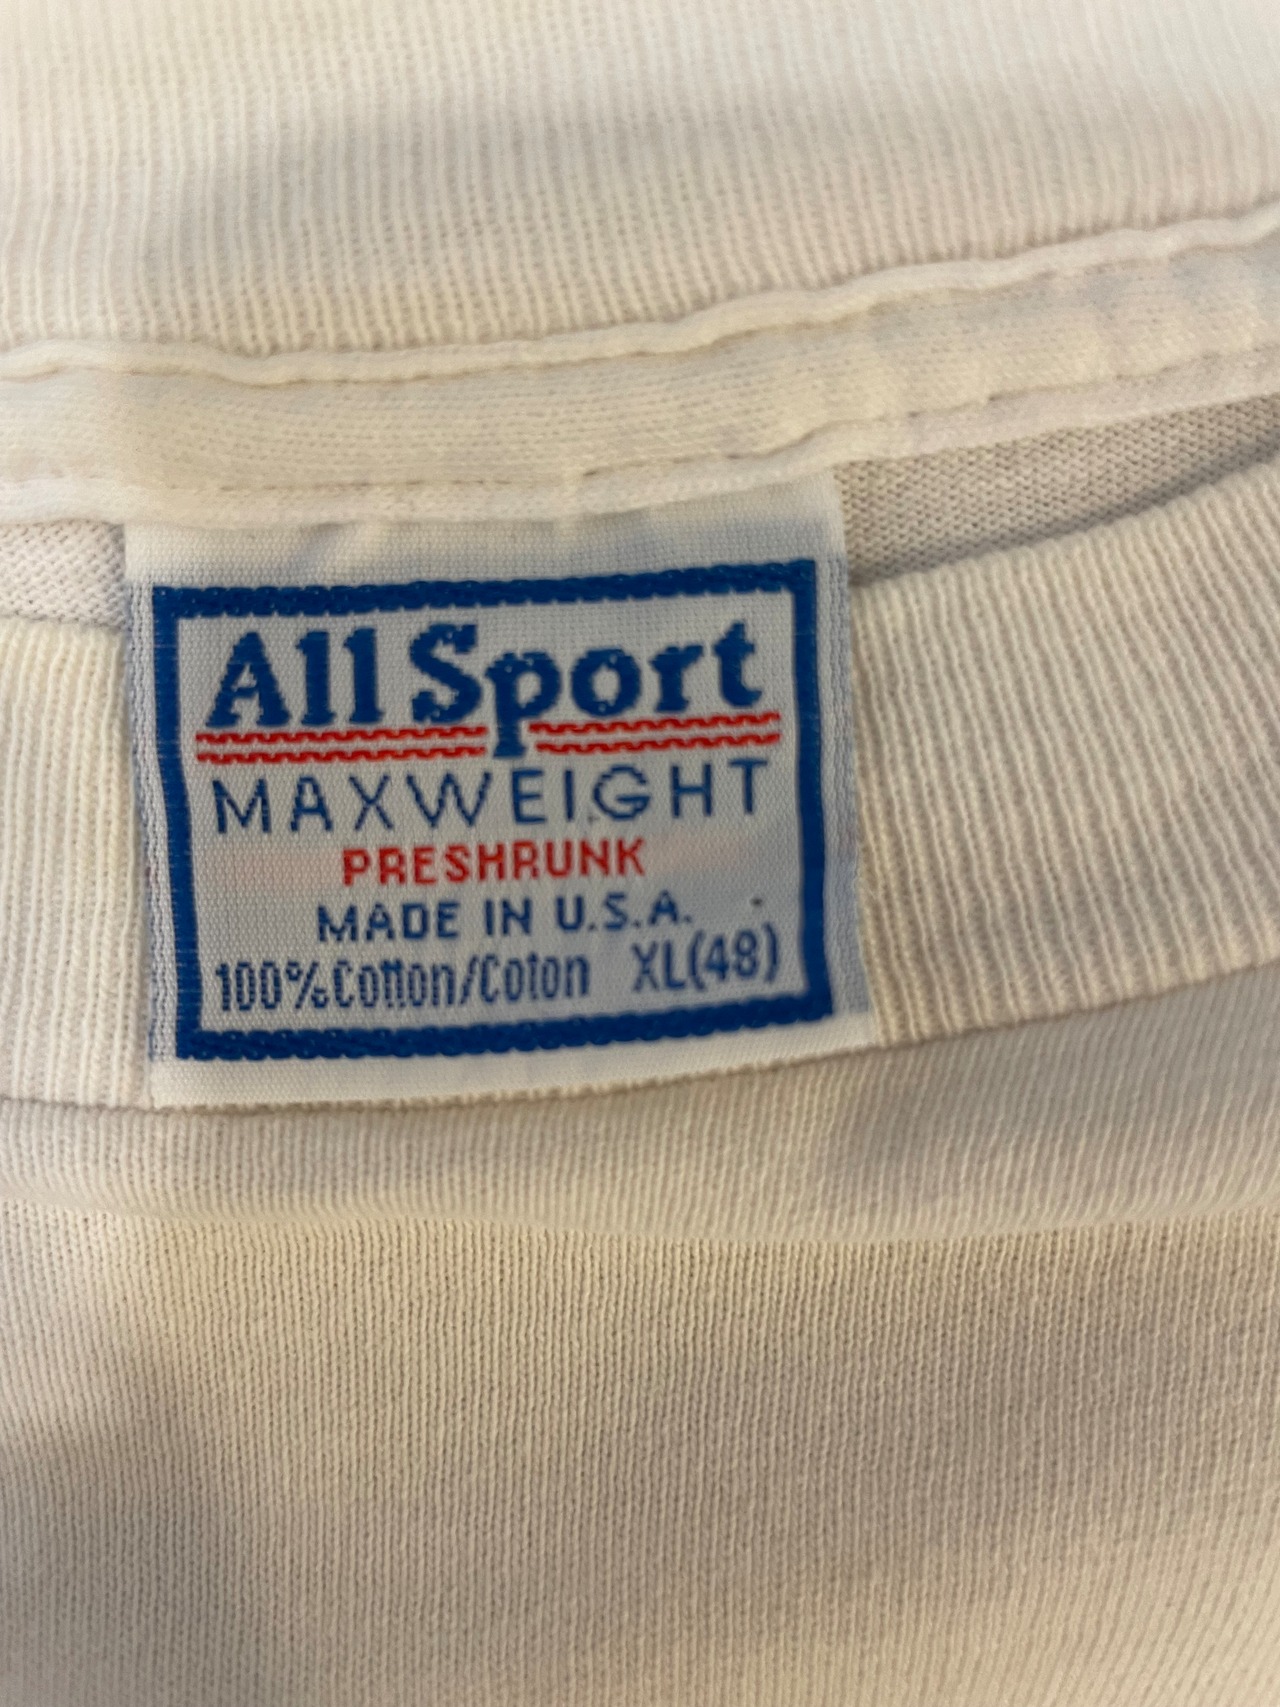 All Sport
MAXWEIGHT
PRESHRUNK
MADE IN U.S.A.
100% Cotton/Coton XL(48)